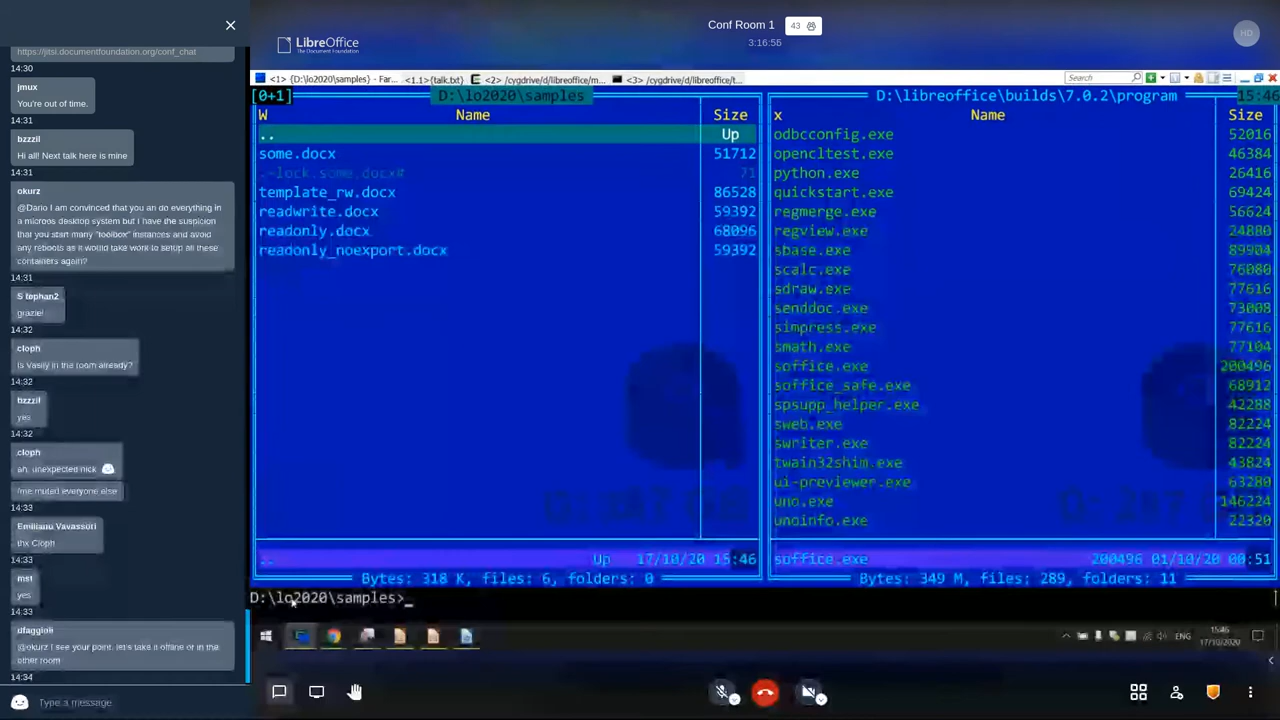 https://jitsi.documentfoundation.org/conf_chat
14:30
jmux
You're out of time.
14:31
bzzzil
Hi all! Next talk here is mine
14:31
okurz
@Dario I am convinced that you an do everything in
a microos desktop system but I have the suspicion
that you start many "toolbox" instances and avoid
any reboots as it would take work to setup all these
containers again?
14:31
S tephan2
grazie!
14:32
cloph
Is Vasily in the room already?
14:32
bzzzil
yes
14:32
cloph
ah, unexpected nick
/me muted everyone else
14:33
Emiliano Vavassori
thx Cloph
14:33
mst
yes
14:33
dfaggioli
@okurz I see your point. let's take it offline or in the
other room
14:34
Type a message
LibreOffice
The Document Foundation
Conf Room 1
43
3:16:55
HD
<1> {D:\lo2020\samples} - Far...
<1.1>{talk.txt}
<2> /cygdrive/d/libreoffice/m...
<3> /cygdrive/d/libreoffice/t...
Search
[0+1] D:\lo2020\samples
W Name Size
.. Up
some.docx 51712
.~lock.some.docx# 71
template_rw.docx 86528
readwrite.docx 59392
readonly.docx 68096
readonly_noexport.docx 59392
.. Up 17/10/20 15:46
Bytes: 318 K, files: 6, folders: 0
D:\libreoffice\builds\7.0.2\program 15:46
x Name Size
odbcconfig.exe 52016
opencltest.exe 46384
python.exe 26416
quickstart.exe 69424
regmerge.exe 56624
regview.exe 24880
sbase.exe 89904
scalc.exe 76080
sdraw.exe 77616
senddoc.exe 73008
simpress.exe 77616
smath.exe 77104
soffice.exe 200496
soffice_safe.exe 68912
spsupp_helper.exe 42288
sweb.exe 82224
swriter.exe 82224
twain32shim.exe 43824
ui-previewer.exe 63280
uno.exe 146224
unoinfo.exe 22320
soffice.exe 200496 01/10/20 00:51
Bytes: 349 M, files: 289, folders: 11
D:\lo2020\samples>_
ENG
15:46
17/10/2020